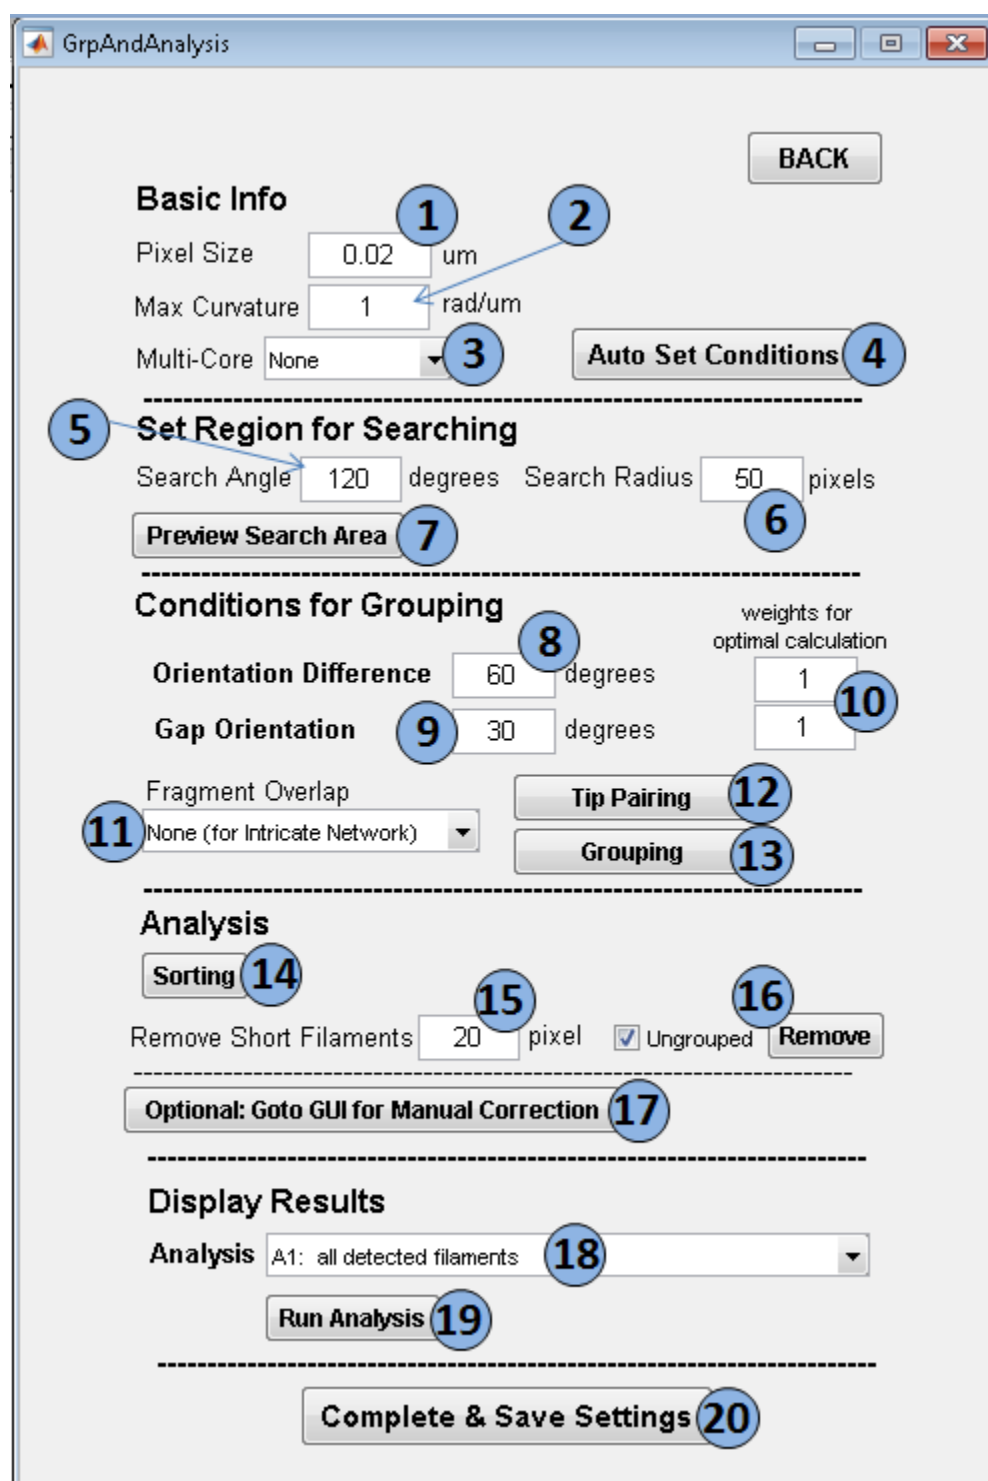 GrpAndAnalysis
BACK
Basic Info
1
2
Pixel Size 0.02 um
Max Curvature 1 rad/um
Multi-Core None 3 Auto Set Conditions 4
5 Set Region for Searching
Search Angle 120 degrees Search Radius 50 pixels
6
Preview Search Area 7
Conditions for Grouping
weights for
optimal calculation
8
Orientation Difference 60 degrees 1
10
Gap Orientation 9 30 degrees 1
Fragment Overlap
Tip Pairing 12
11 None (for Intricate Network)
Grouping 13
Analysis
Sorting 14
15 16
Remove Short Filaments 20 pixel Ungrouped Remove
Optional: Goto GUI for Manual Correction 17
Display Results
Analysis A1: all detected filaments 18
Run Analysis 19
Complete & Save Settings 20